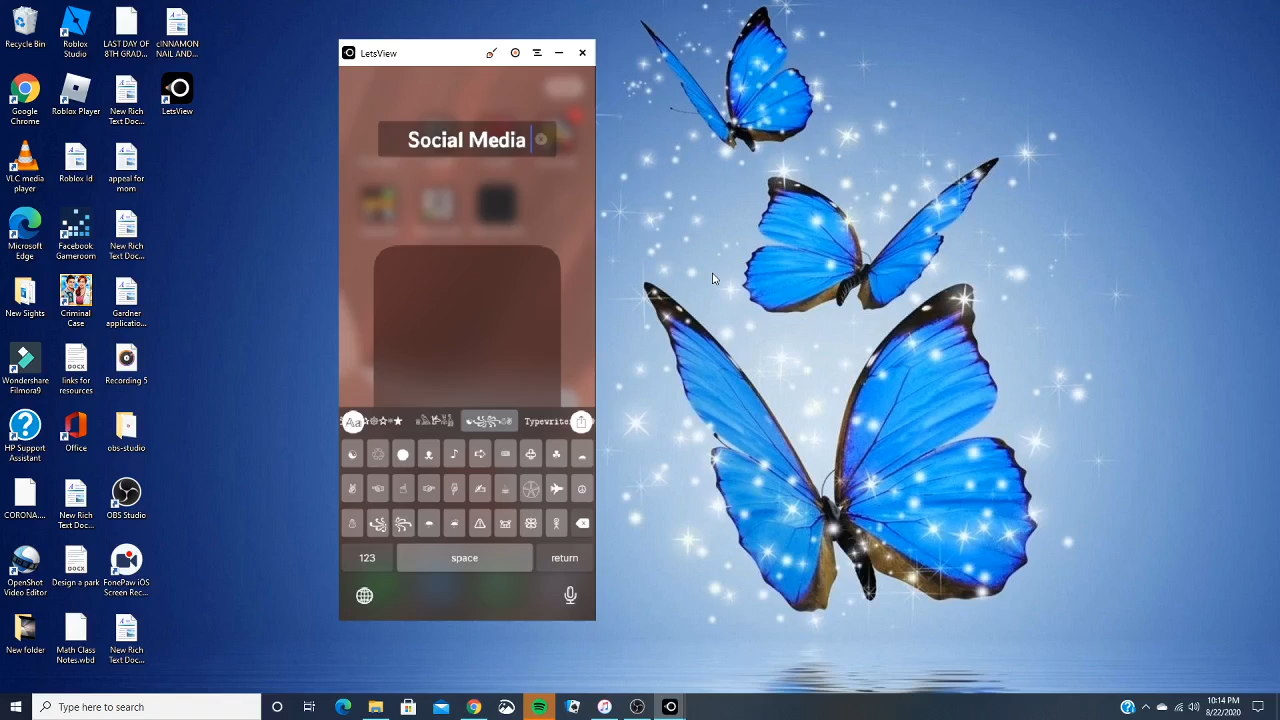 Recycle Bin
Roblox Studio
LAST DAY OF 8TH GRAD...
cINNAMON NAIL AND...
Google Chrome
Roblox Player
New Rich Text Doc...
LetsView
VLC media player
Roblox Id
appeal for mom
Microsoft Edge
Facebook Gameroom
New Rich Text Doc...
New Sights
Criminal Case
Gardner applicatio...
Wondershare Filmora9
links for resources
Recording 5
HP Support Assistant
Office
obs-studio
CORONA....
New Rich Text Doc...
OBS Studio
OpenShot Video Editor
Design a park
FonePaw iOS Screen Rec...
New folder
Math Class Notes.wbd
New Rich Text Doc...
LetsView
Social Media
Aa
Typewrite
123
space
return
Type here to search
10:14 PM
8/22/2020